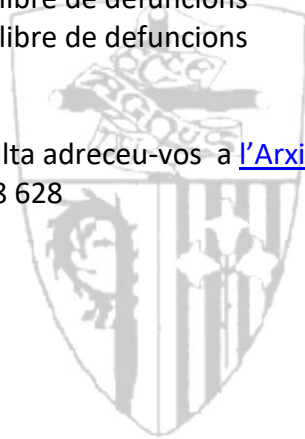 libre de defuncions
libre de defuncions
lta adreceu-vos a l'Arxi
3 628